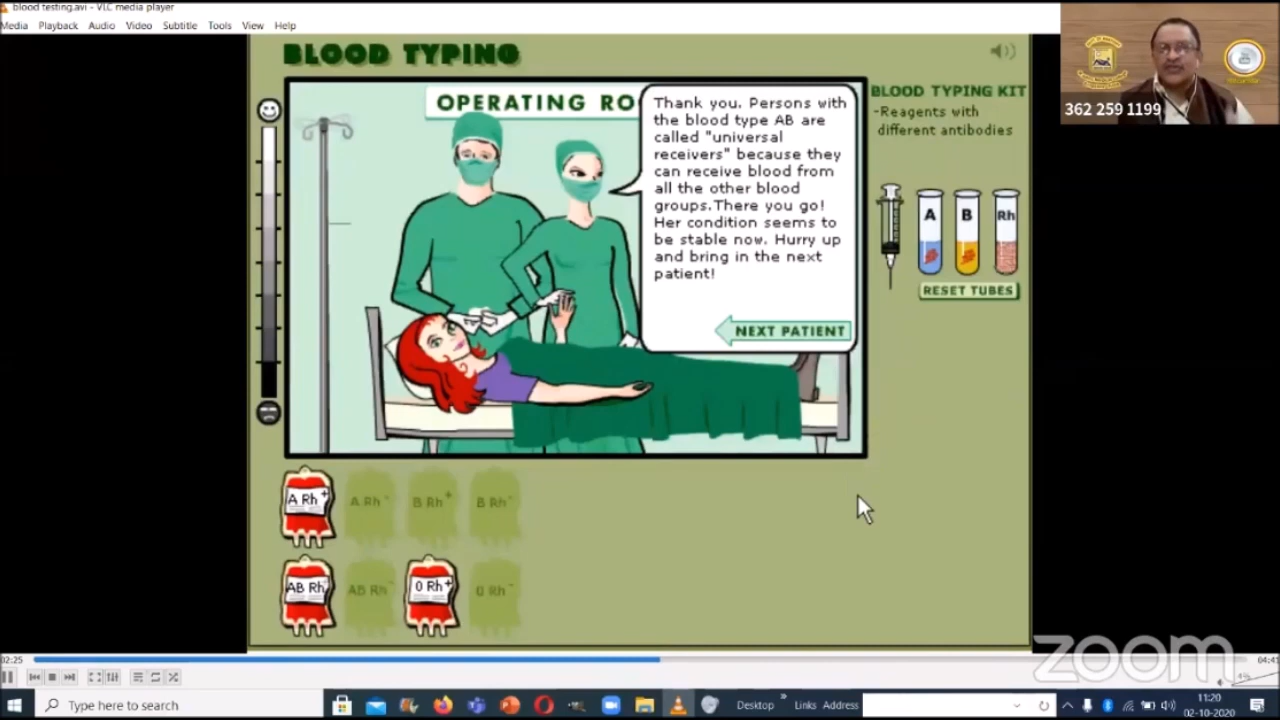 blood testing.avi - VLC media player
Media Playback Audio Video Subtitle Tools View Help
BLOOD TYPING
OPERATING RO
Thank you. Persons with
the blood type AB are
called "universal
receivers" because they
can receive blood from
all the other blood
groups.There you go!
Her condition seems to
be stable now. Hurry up
and bring in the next
patient!
NEXT PATIENT
362 259 1199
BLOOD TYPING KIT
-Reagents with
different antibodies
A B Rh
RESET TUBES
A Rh+ A Rh- B Rh+ B Rh-
AB Rh AB Rh- 0 Rh+ 0 Rh-
zoom
02:25
04:4
4%
Type here to search
Desktop
Links
Address
11:20
02-10-2020